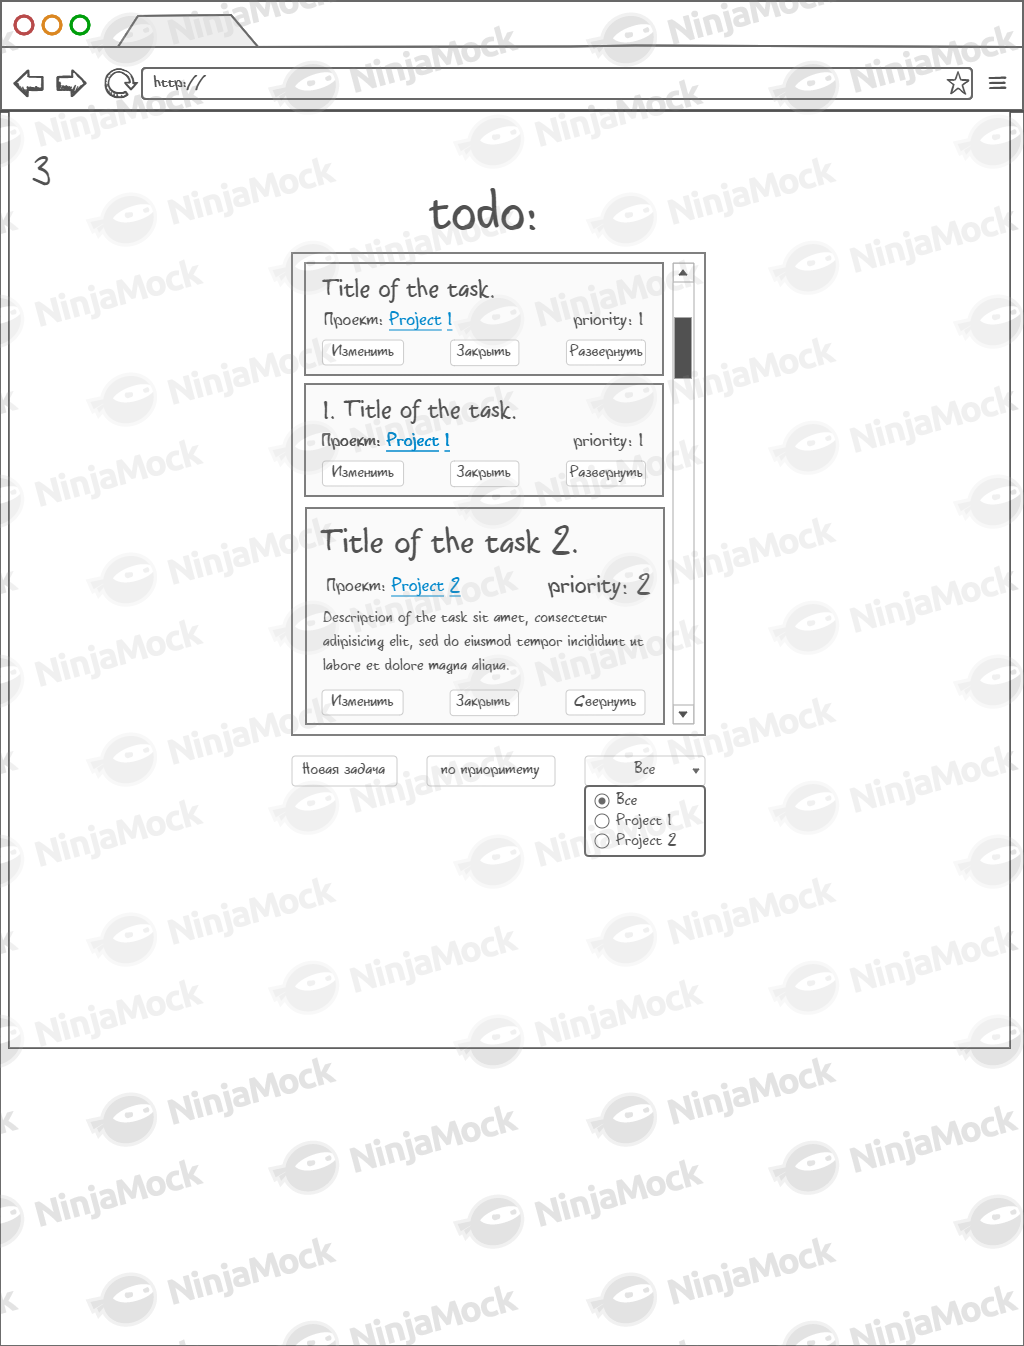 http://
3
todo:
Title of the task.
Проект: Project 1 priority: 1
Изменить Закрыть Развернуть
1. Title of the task.
Проект: Project 1 priority: 1
Изменить Закрыть Развернуть
Title of the task 2.
Проект: Project 2 priority: 2
Description of the task sit amet, consectetur
adipisicing elit, sed do eiusmod tempor incididunt ut
labore et dolore magna aliqua.
Изменить Закрыть Свернуть
Новая задача по приоритету Все
Все
Project 1
Project 2
NinjaMock